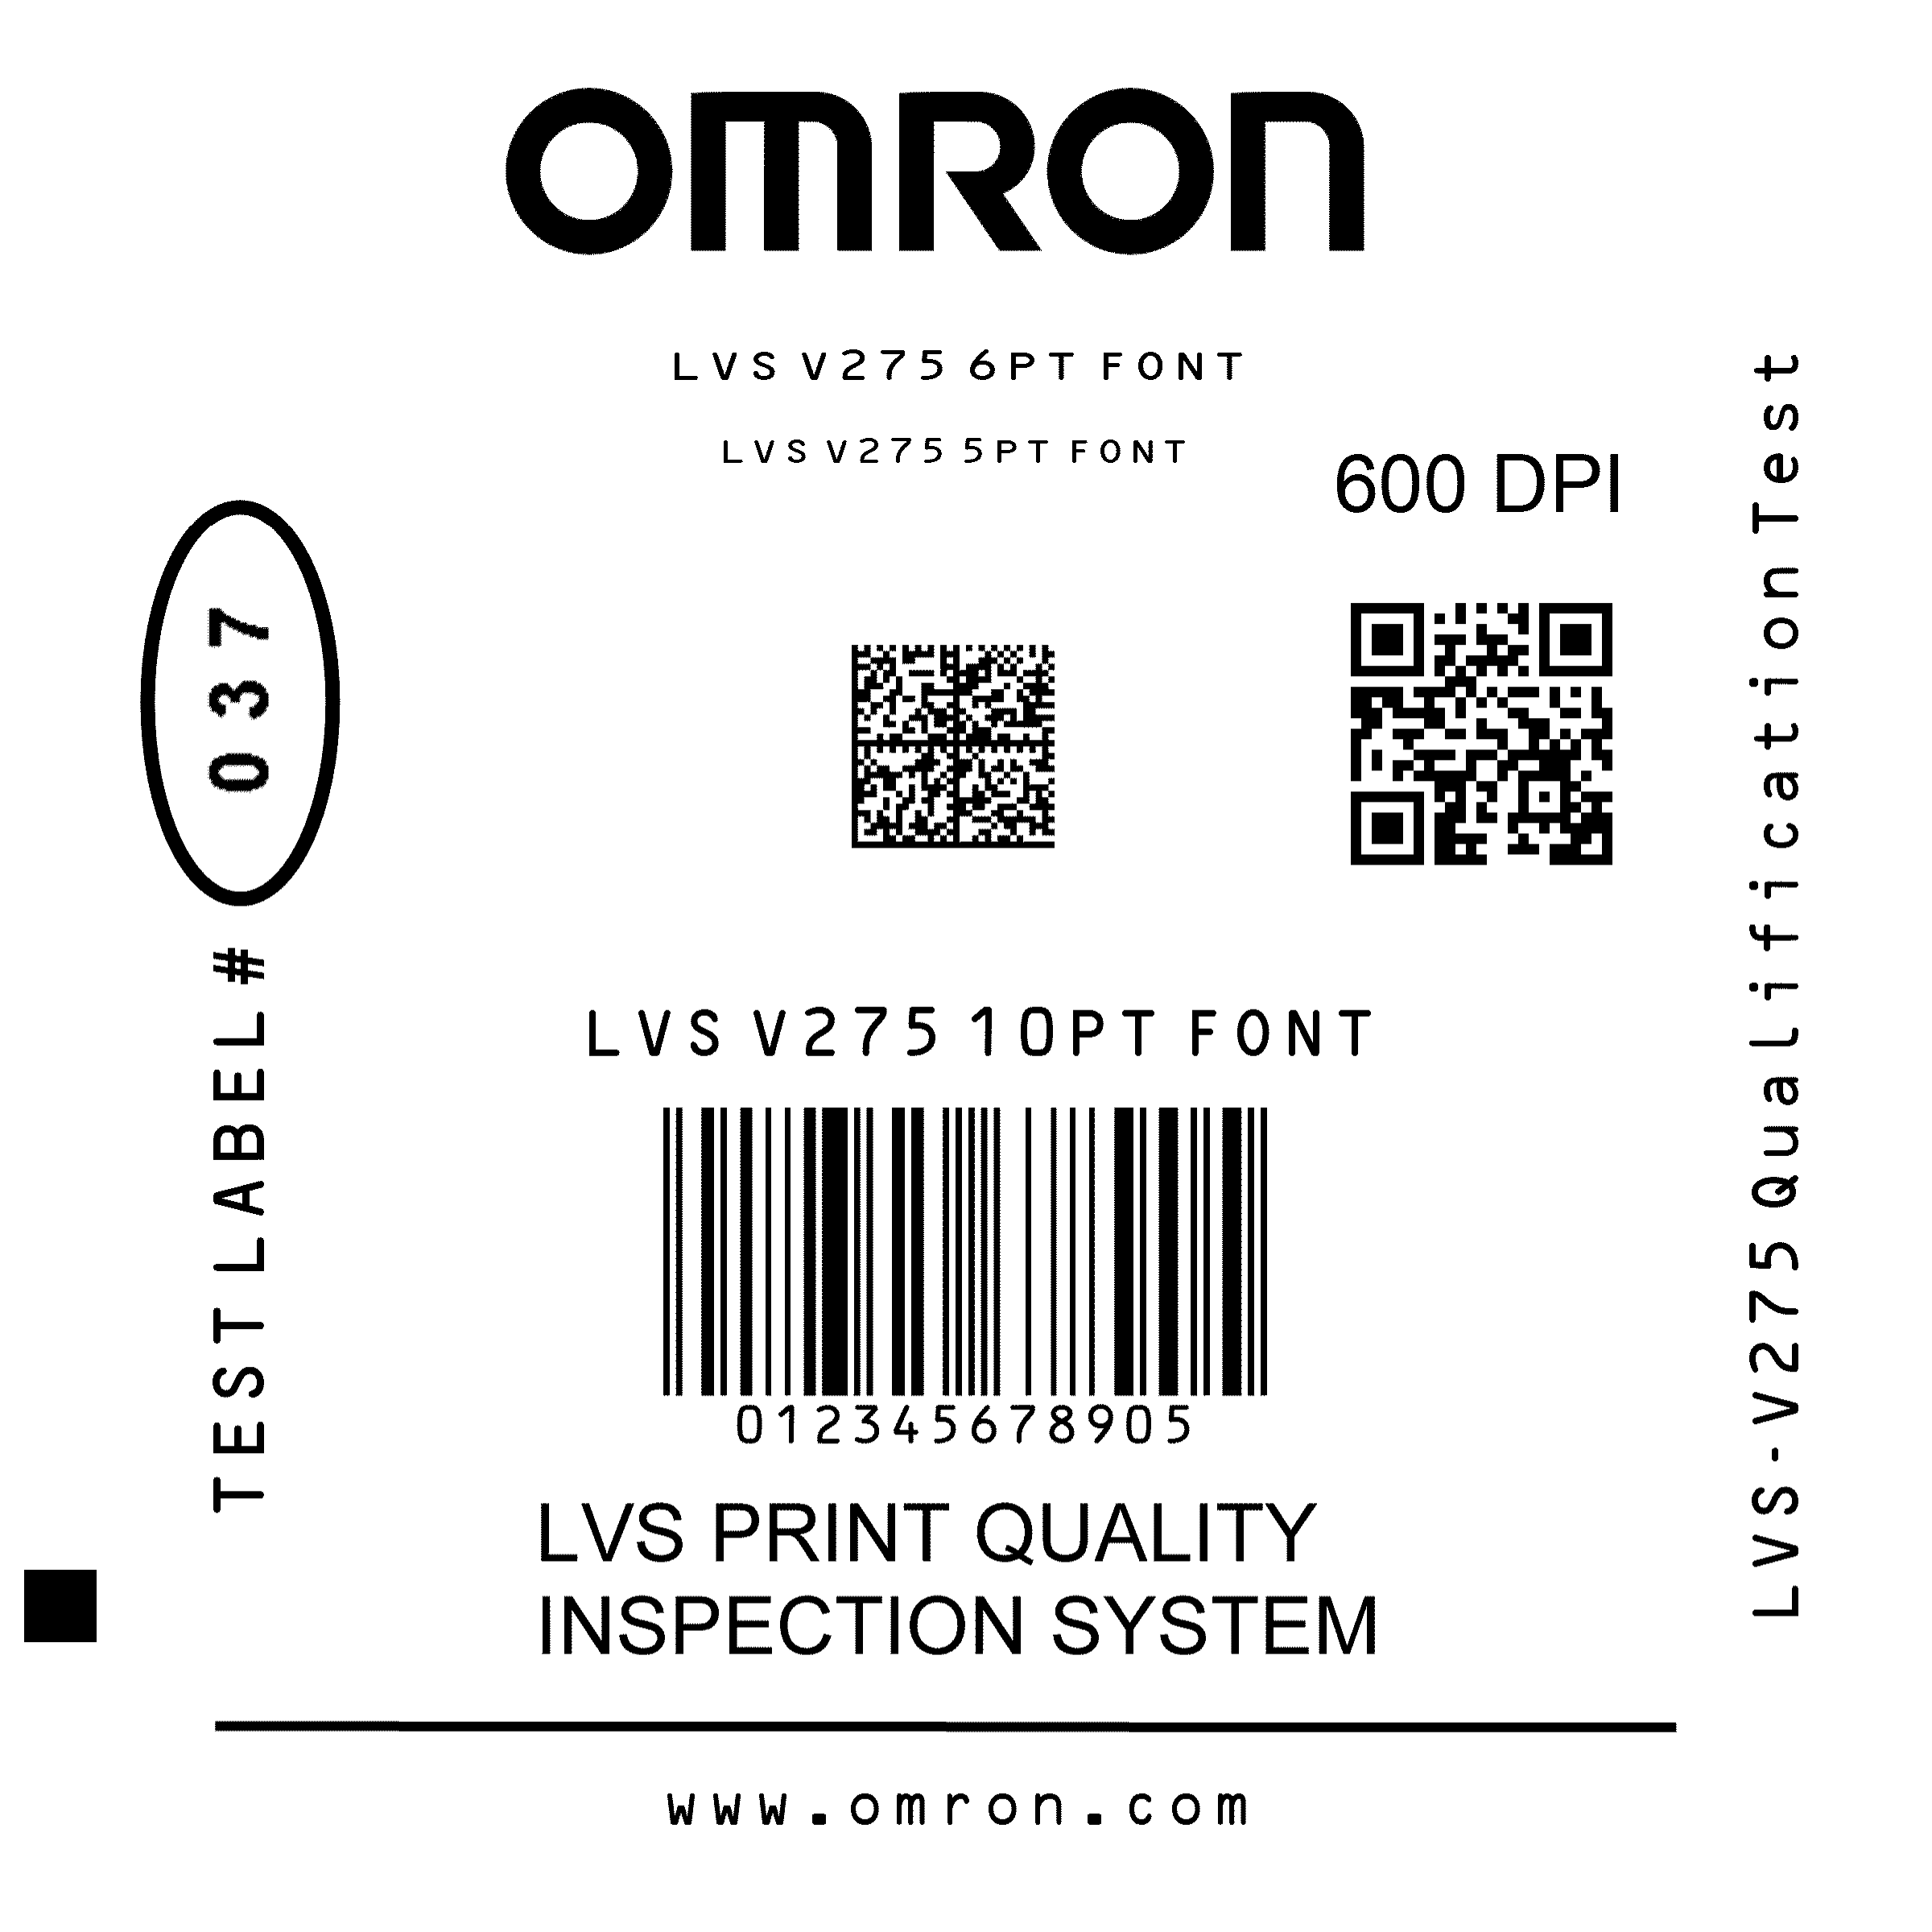 OMRON
LVS V275 6PT FONT
LVS V275 5PT FONT
600 DPI
TEST LABEL # 037
LVS-V275 Qualification Test
LVS V275 10PT FONT
012345678905
LVS PRINT QUALITY
INSPECTION SYSTEM
www.omron.com